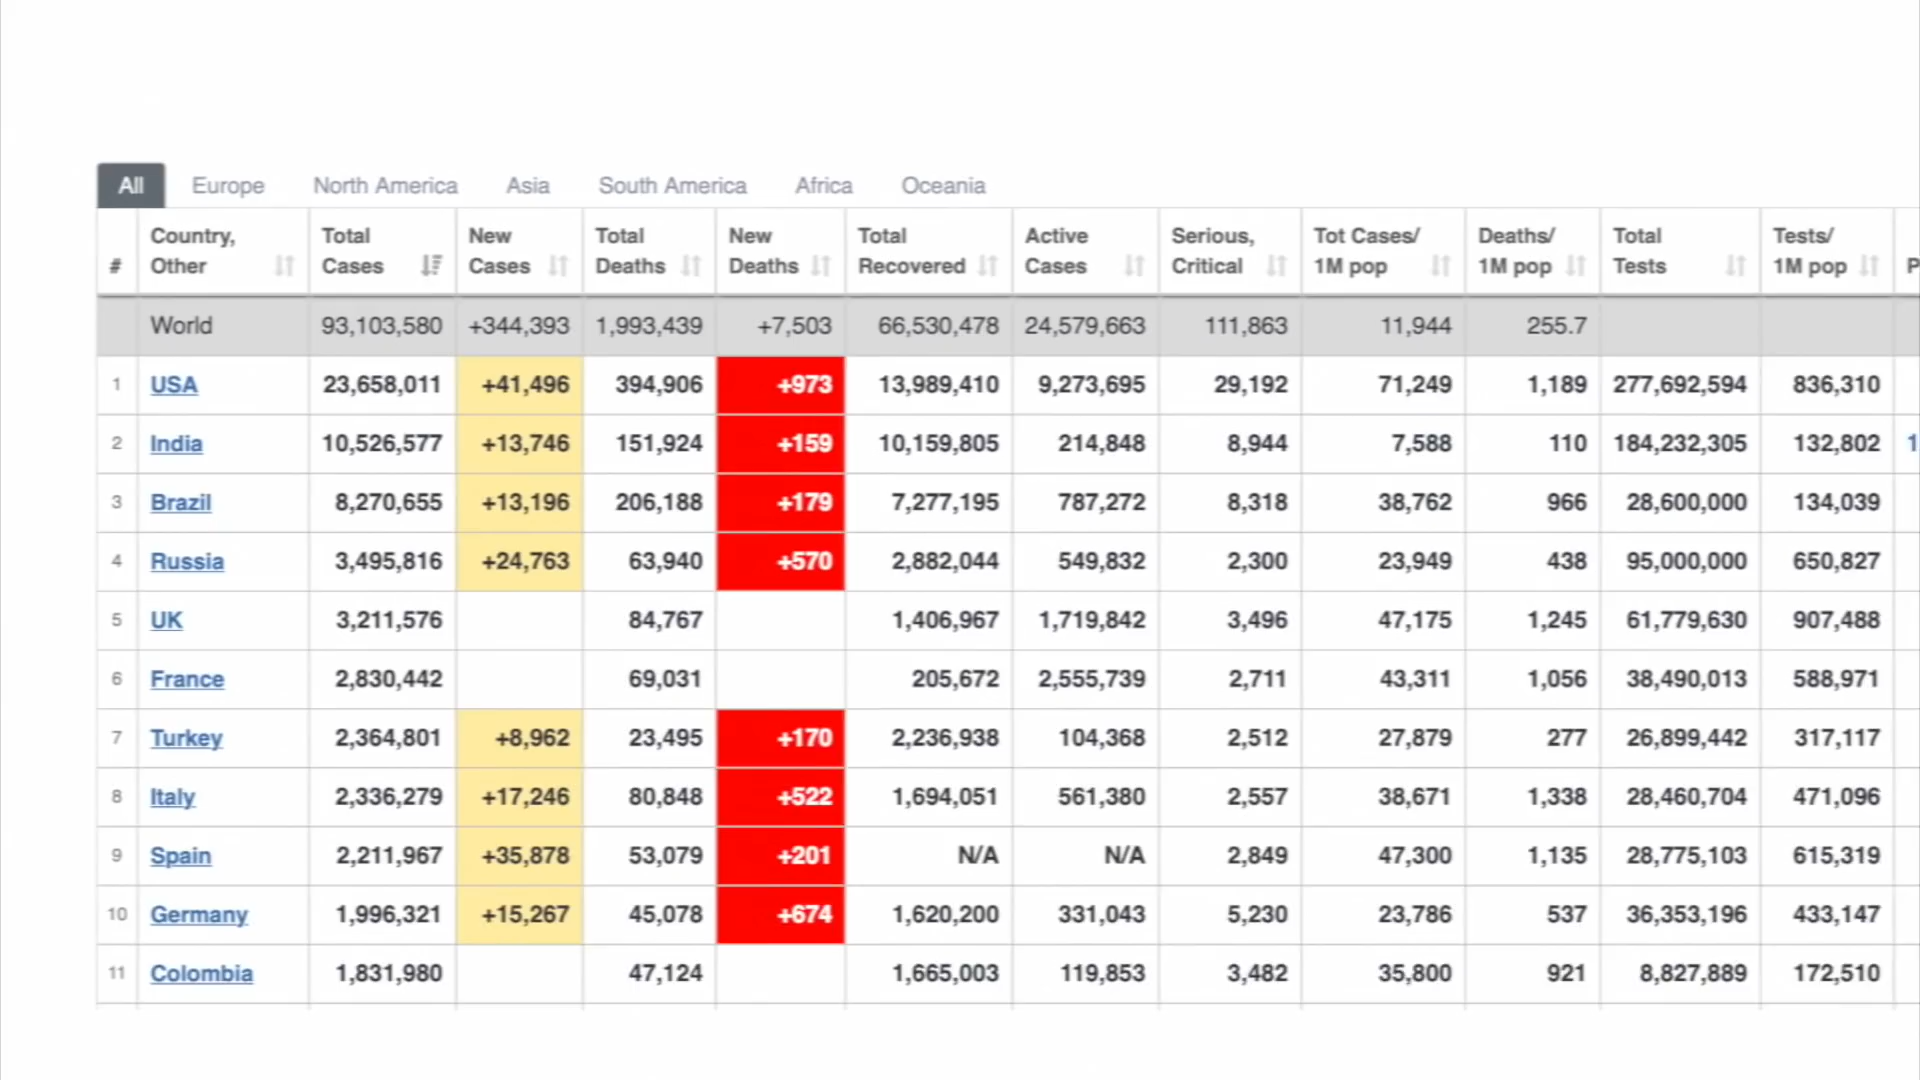 All Europe North America Asia South America Africa Oceania
# Country, Other Total Cases New Cases Total Deaths New Deaths Total Recovered Active Cases Serious, Critical Tot Cases/ 1M pop Deaths/ 1M pop Total Tests Tests/ 1M pop
World 93,103,580 +344,393 1,993,439 +7,503 66,530,478 24,579,663 111,863 11,944 255.7
1 USA 23,658,011 +41,496 394,906 +973 13,989,410 9,273,695 29,192 71,249 1,189 277,692,594 836,310
2 India 10,526,577 +13,746 151,924 +159 10,159,805 214,848 8,944 7,588 110 184,232,305 132,802
3 Brazil 8,270,655 +13,196 206,188 +179 7,277,195 787,272 8,318 38,762 966 28,600,000 134,039
4 Russia 3,495,816 +24,763 63,940 +570 2,882,044 549,832 2,300 23,949 438 95,000,000 650,827
5 UK 3,211,576 84,767 1,406,967 1,719,842 3,496 47,175 1,245 61,779,630 907,488
6 France 2,830,442 69,031 205,672 2,555,739 2,711 43,311 1,056 38,490,013 588,971
7 Turkey 2,364,801 +8,962 23,495 +170 2,236,938 104,368 2,512 27,879 277 26,899,442 317,117
8 Italy 2,336,279 +17,246 80,848 +522 1,694,051 561,380 2,557 38,671 1,338 28,460,704 471,096
9 Spain 2,211,967 +35,878 53,079 +201 N/A N/A 2,849 47,300 1,135 28,775,103 615,319
10 Germany 1,996,321 +15,267 45,078 +674 1,620,200 331,043 5,230 23,786 537 36,353,196 433,147
11 Colombia 1,831,980 47,124 1,665,003 119,853 3,482 35,800 921 8,827,889 172,510